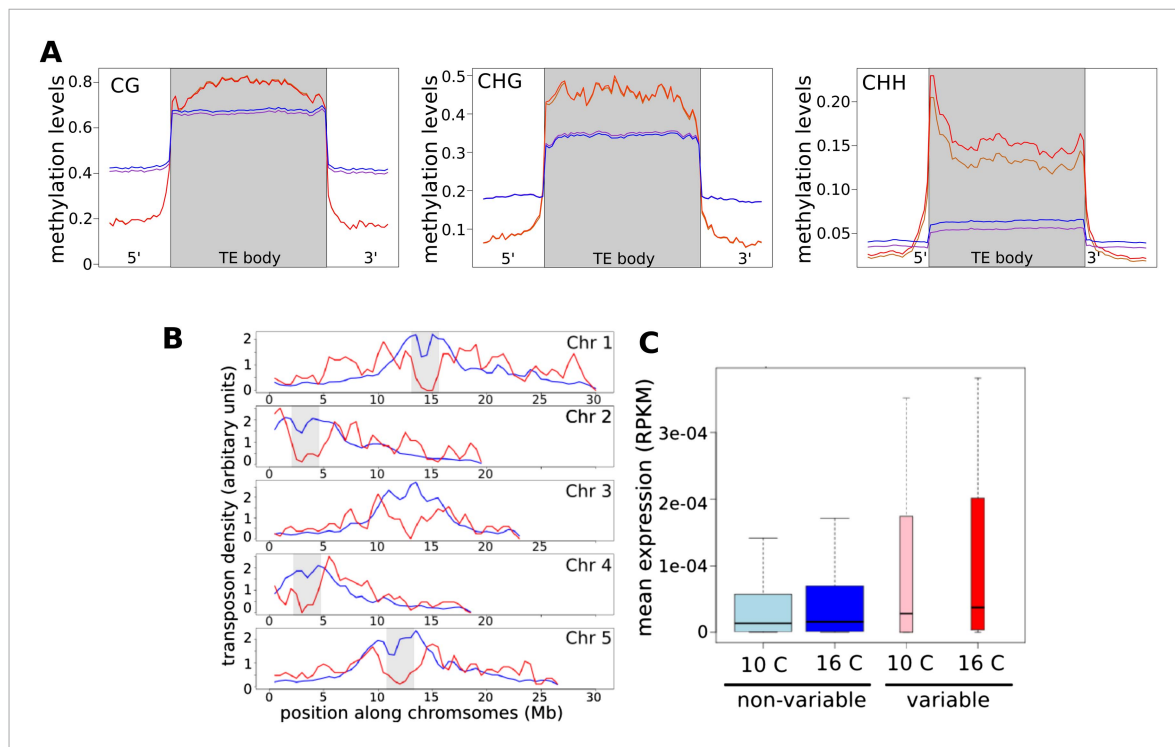 A
methylation levels
0.8
0.6
0.4
0.2
0
CG
5'
TE body
3'
methylation levels
0.5
0.4
0.3
0.2
0.1
CHG
5'
TE body
3'
methylation levels
0.20
0.15
0.10
0.05
CHH
5'
TE body
3'
B
transposon density (arbitary units)
2
1
0
Chr 1
0 5 10 15 20 25 30
2
1
0
Chr 2
0 5 10 15 20 25 30
2
1
0
Chr 3
0 5 10 15 20 25 30
2
1
0
Chr 4
0 5 10 15 20 25 30
2
1
0
Chr 5
0 5 10 15 20 25 30
position along chromsomes (Mb)
C
mean expression (RPKM)
3e-04
2e-04
1e-04
0
10 C 16 C 10 C 16 C
non-variable variable